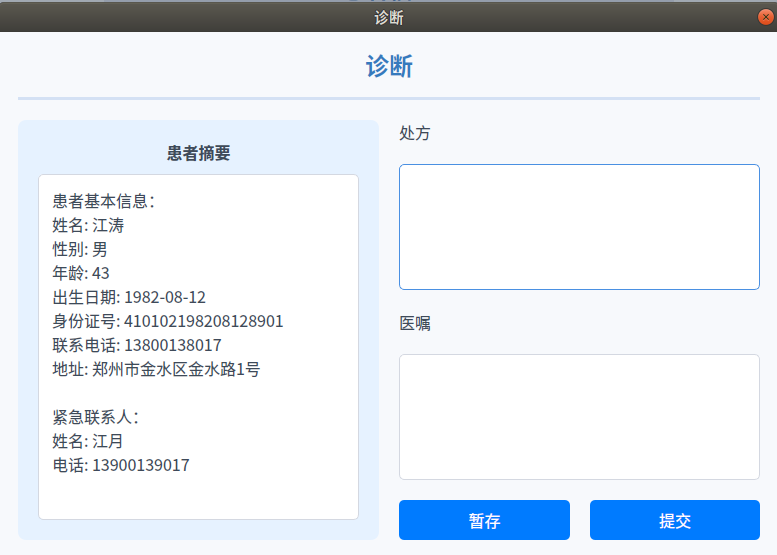 诊断
诊断
患者摘要
患者基本信息：
姓名: 江涛
性别: 男
年龄: 43
出生日期: 1982-08-12
身份证号: 410102198208128901
联系电话: 13800138017
地址: 郑州市金水区金水路1号
紧急联系人：
姓名: 江月
电话: 13900139017
处方
医嘱
暂存
提交